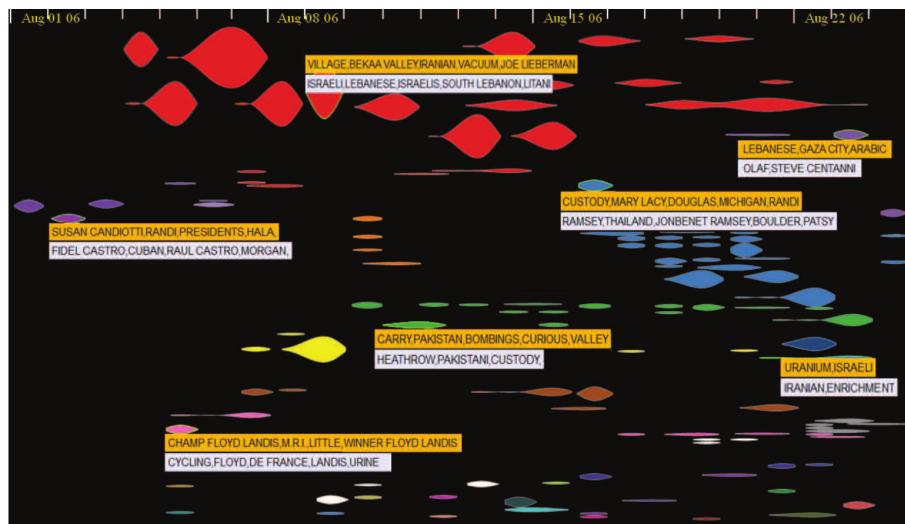 Aug 01 06 Aug 08 06 Aug 15 06 Aug 22 06
VILLAGE,BEKAA VALLEY,IRANIAN,VACUUM,JOE LIEBERMAN
ISRAELI,LEBANESE,ISRAELIS,SOUTH LEBANON,LITANI
LEBANESE,GAZA CITY,ARABIC
OLAF,STEVE CENTANNI
CUSTODY,MARY LACY,DOUGLAS,MICHIGAN,RANDI
RAMSEY,THAILAND,JONBENET RAMSEY,BOULDER,PATSY
SUSAN CANDIOTTI,RANDI,PRESIDENTS,HALA,
FIDEL CASTRO,CUBAN,RAUL CASTRO,MORGAN,
CARRY,PAKISTAN,BOMBINGS,CURIOUS,VALLEY
HEATHROW,PAKISTANI,CUSTODY,
URANIUM,ISRAELI
IRANIAN,ENRICHMENT
CHAMP FLOYD LANDIS,M.R.I.,LITTLE,WINNER FLOYD LANDIS
CYCLING,FLOYD,DE FRANCE,LANDIS,URINE